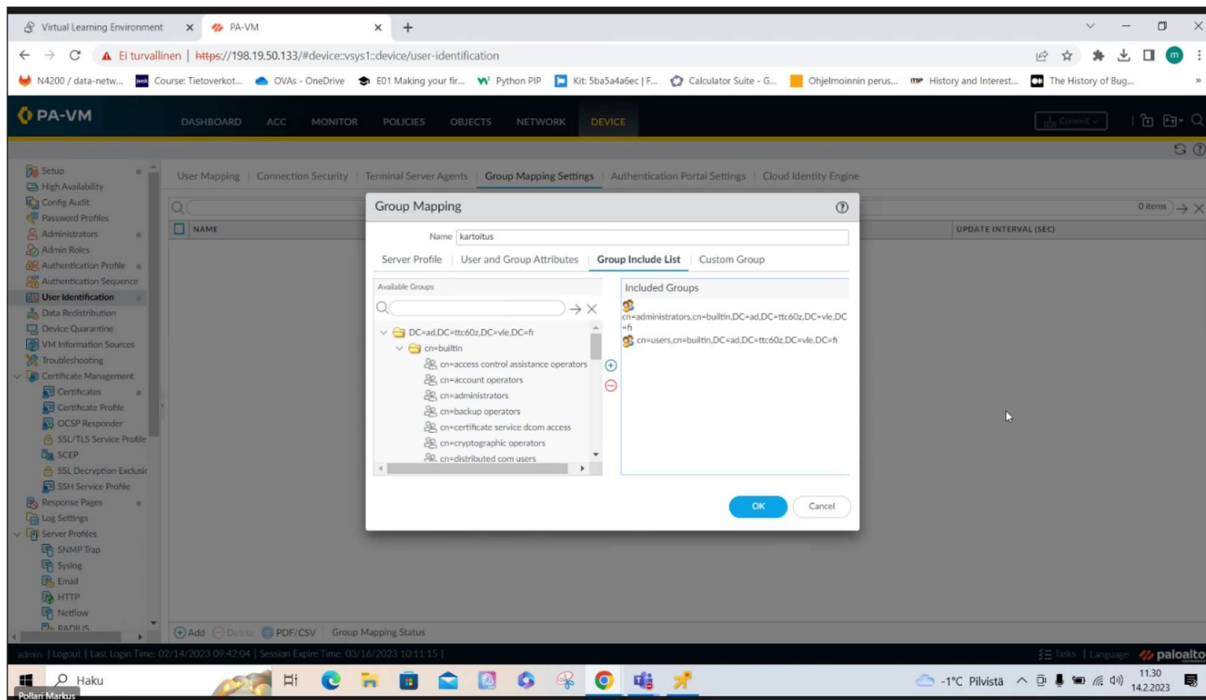 Virtual Learning Environment
PA-VM
Ei turvallinen | https://198.19.50.133/#device::vsys1::device/user-identification
N4200 / data-netw...
Course: Tietoverkot...
OVAs - OneDrive
E01 Making your fir...
Python PIP
Kit: 5ba5a4a6ec | F...
Calculator Suite - G...
Ohjelmoinnin perus...
History and Interest...
The History of Bug...
PA-VM
DASHBOARD ACC MONITOR POLICIES OBJECTS NETWORK DEVICE
Commit
Setup
High Availability
Config Audit
Password Profiles
Administrators
Admin Roles
Authentication Profile
Authentication Sequence
User Identification
Data Redistribution
Device Quarantine
VM Information Sources
Troubleshooting
Certificate Management
Certificates
Certificate Profile
OCSP Responder
SSL/TLS Service Profile
SCEP
SSL Decryption Exclusic
SSH Service Profile
Response Pages
Log Settings
Server Profiles
SNMP Trap
Syslog
Email
HTTP
Netflow
RADIUS
User Mapping | Connection Security | Terminal Server Agents | Group Mapping Settings | Authentication Portal Settings | Cloud Identity Engine
0 items
NAME
UPDATE INTERVAL (SEC)
Group Mapping
Name kartoitus
Server Profile | User and Group Attributes | Group Include List | Custom Group
Available Groups
DC=ad,DC=ttc60z,DC=vle,DC=fi
cn=builtin
cn=access control assistance operators
cn=account operators
cn=administrators
cn=backup operators
cn=certificate service dcom access
cn=cryptographic operators
cn=distributed com users
Included Groups
cn=administrators,cn=builtin,DC=ad,DC=ttc60z,DC=vle,DC
=fi
cn=users,cn=builtin,DC=ad,DC=ttc60z,DC=vle,DC=fi
OK
Cancel
Add Delete PDF/CSV Group Mapping Status
admin | Logout | Last Login Time: 02/14/2023 09:42:04 | Session Expire Time: 03/16/2023 10:11:15 |
Tasks | Language
paloalto
Haku
-1°C Pilvistä
11.30
14.2.2023
Pollari Markus